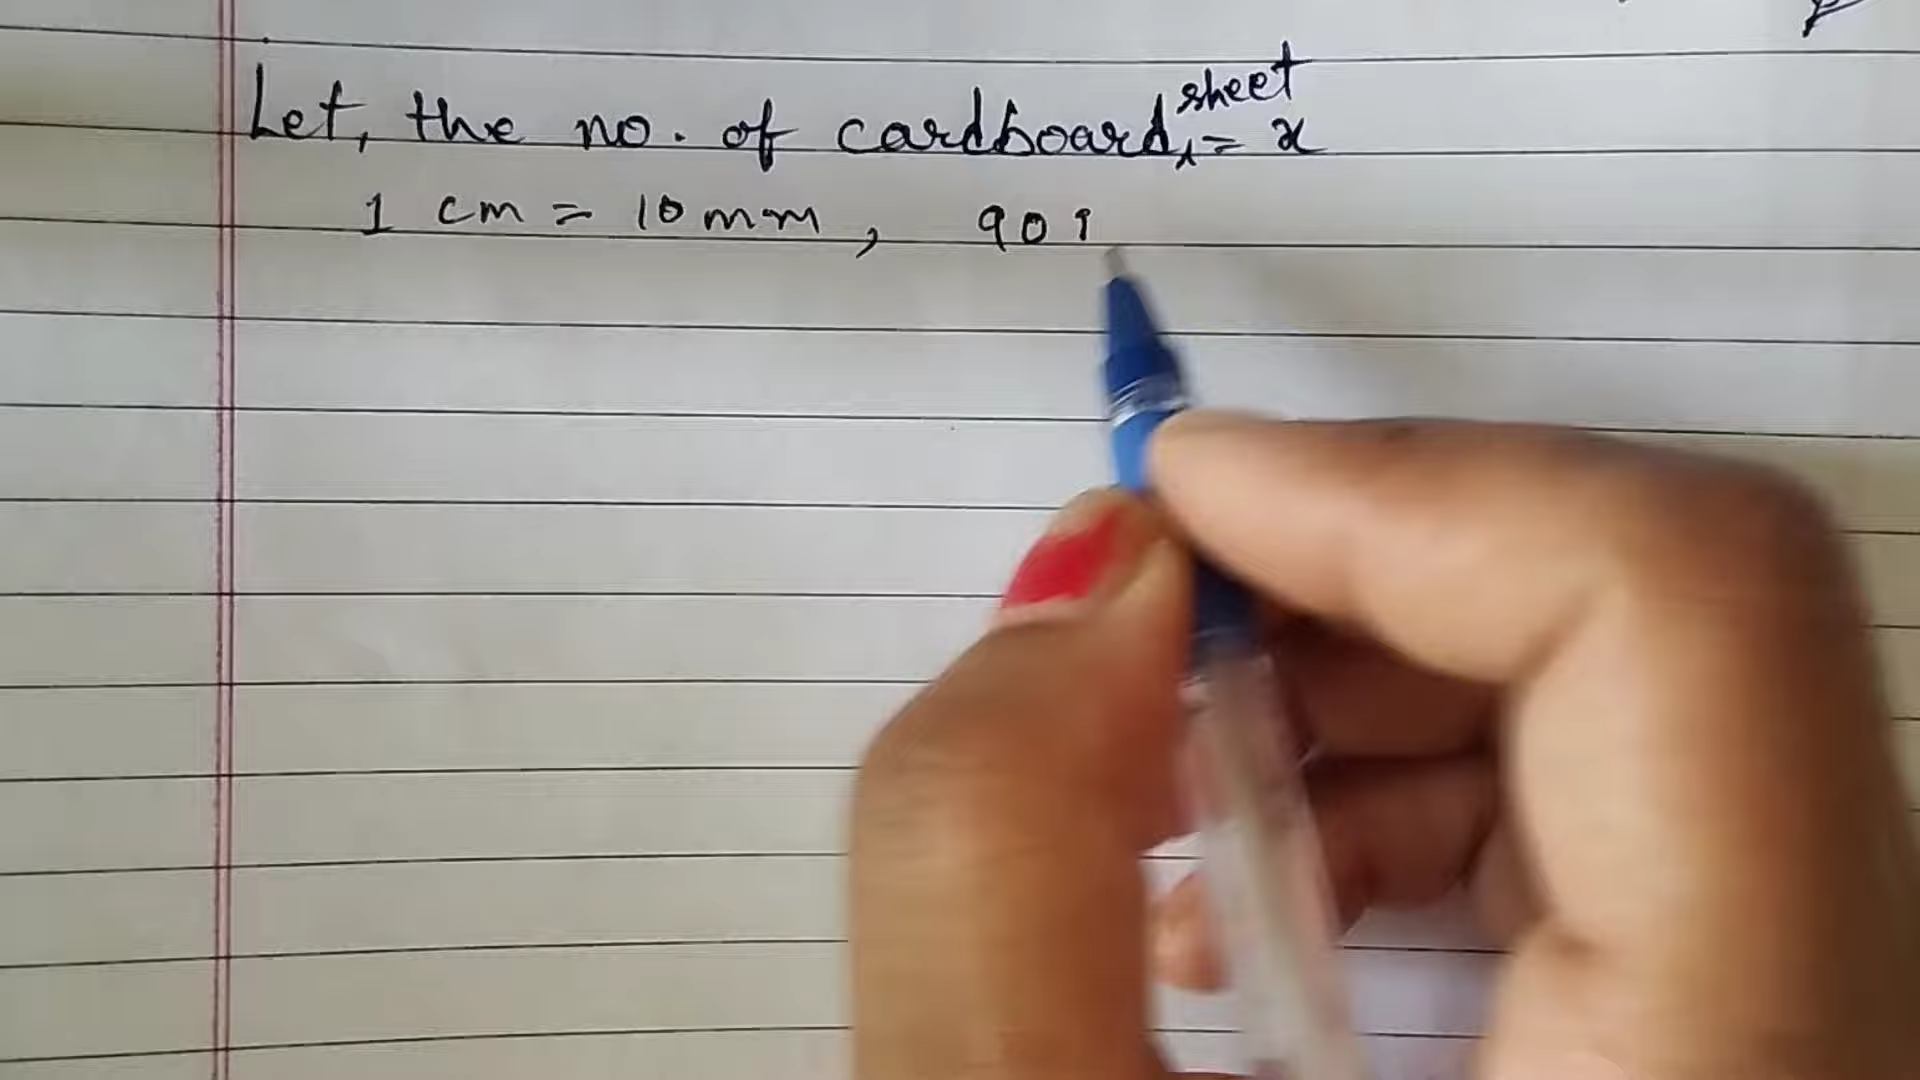 Let, the no. of cardboard sheet = x
1 cm = 10 mm, 90